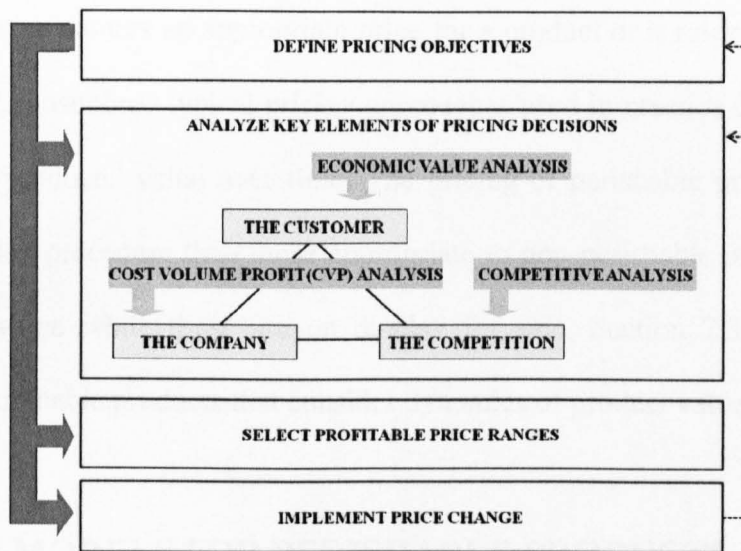 DEFINE PRICING OBJECTIVES
ANALYZE KEY ELEMENTS OF PRICING DECISIONS
ECONOMIC VALUE ANALYSIS
THE CUSTOMER
COST VOLUME PROFIT (CVP) ANALYSIS
COMPETITIVE ANALYSIS
THE COMPANY
THE COMPETITION
SELECT PROFITABLE PRICE RANGES
IMPLEMENT PRICE CHANGE